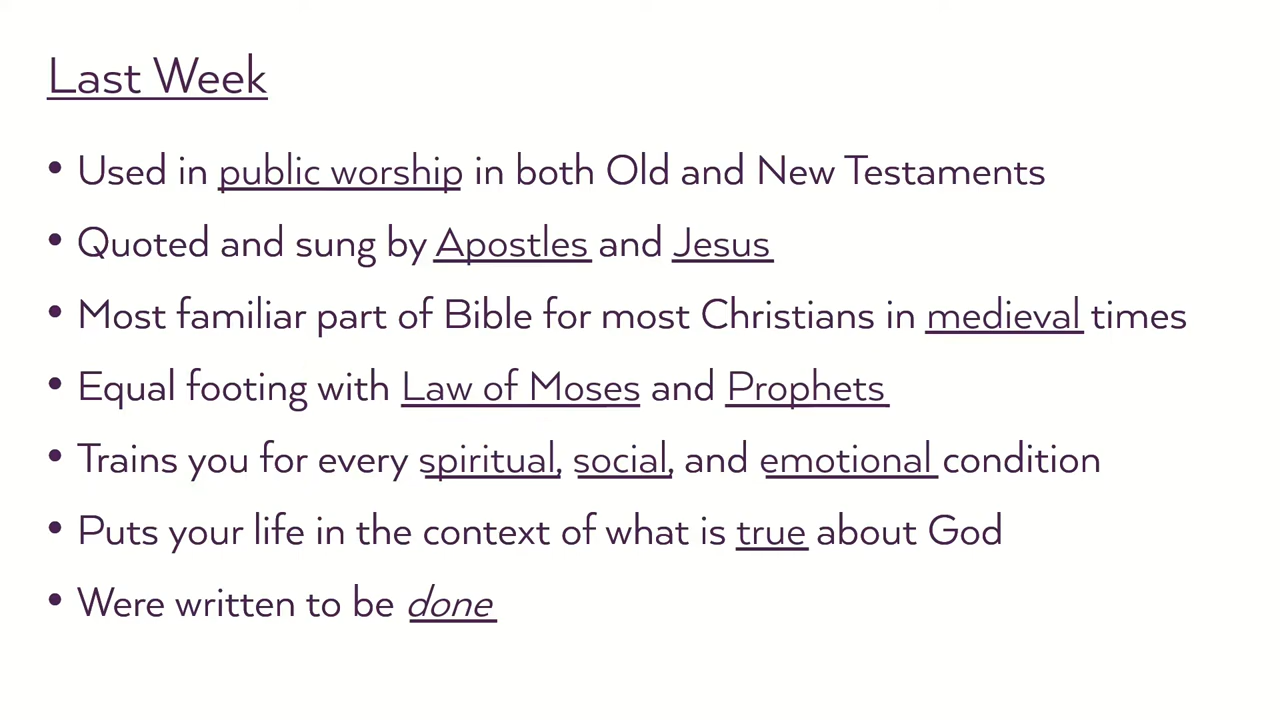 Last Week
• Used in public worship in both Old and New Testaments
• Quoted and sung by Apostles and Jesus
• Most familiar part of Bible for most Christians in medieval times
• Equal footing with Law of Moses and Prophets
• Trains you for every spiritual, social, and emotional condition
• Puts your life in the context of what is true about God
• Were written to be done